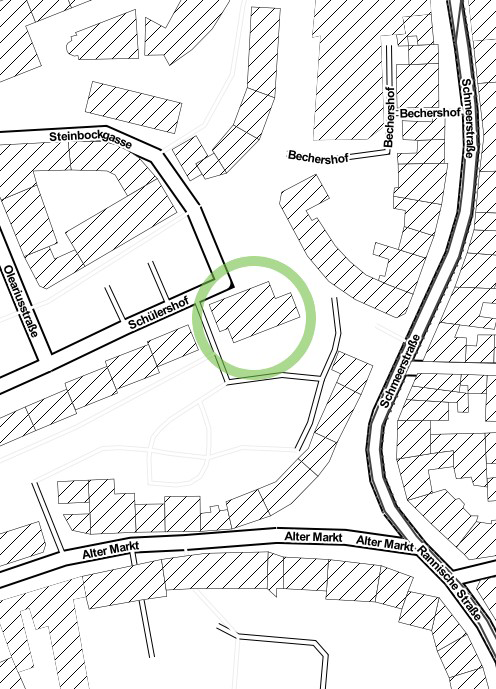 Schmeerstraße
Bechershof
Bechershof
Steinbockgasse
Bechershof
Oleariusstraße
Schülershof
Schmeerstraße
Alter Markt
Alter Markt
Alter Markt
Rannische Straße